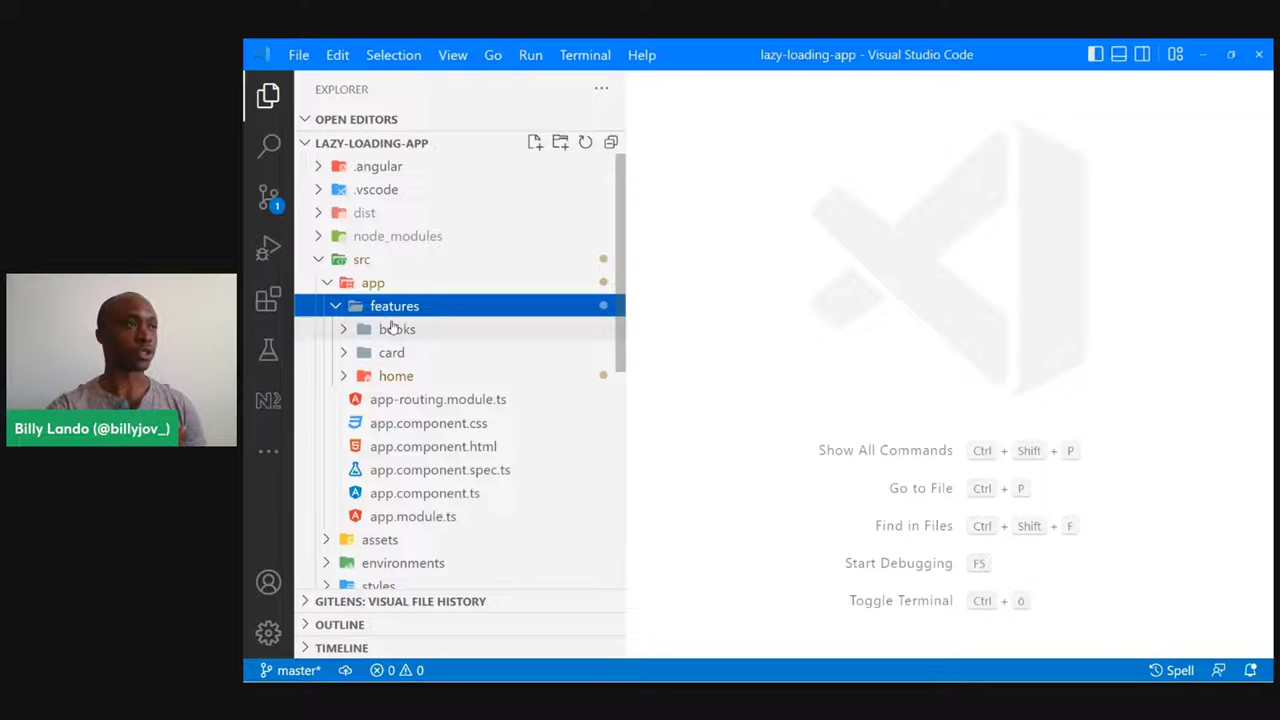 File Edit Selection View Go Run Terminal Help
lazy-loading-app - Visual Studio Code
EXPLORER
OPEN EDITORS
LAZY-LOADING-APP
.angular
.vscode
dist
node_modules
src
app
features
books
card
home
app-routing.module.ts
app.component.css
app.component.html
app.component.spec.ts
app.component.ts
app.module.ts
assets
environments
styles
GITLENS: VISUAL FILE HISTORY
OUTLINE
TIMELINE
1
Show All Commands Ctrl + Shift + P
Go to File Ctrl + P
Find in Files Ctrl + Shift + F
Start Debugging F5
Toggle Terminal Ctrl + ö
Billy Lando (@billyjov_)
master* 0 0 Spell